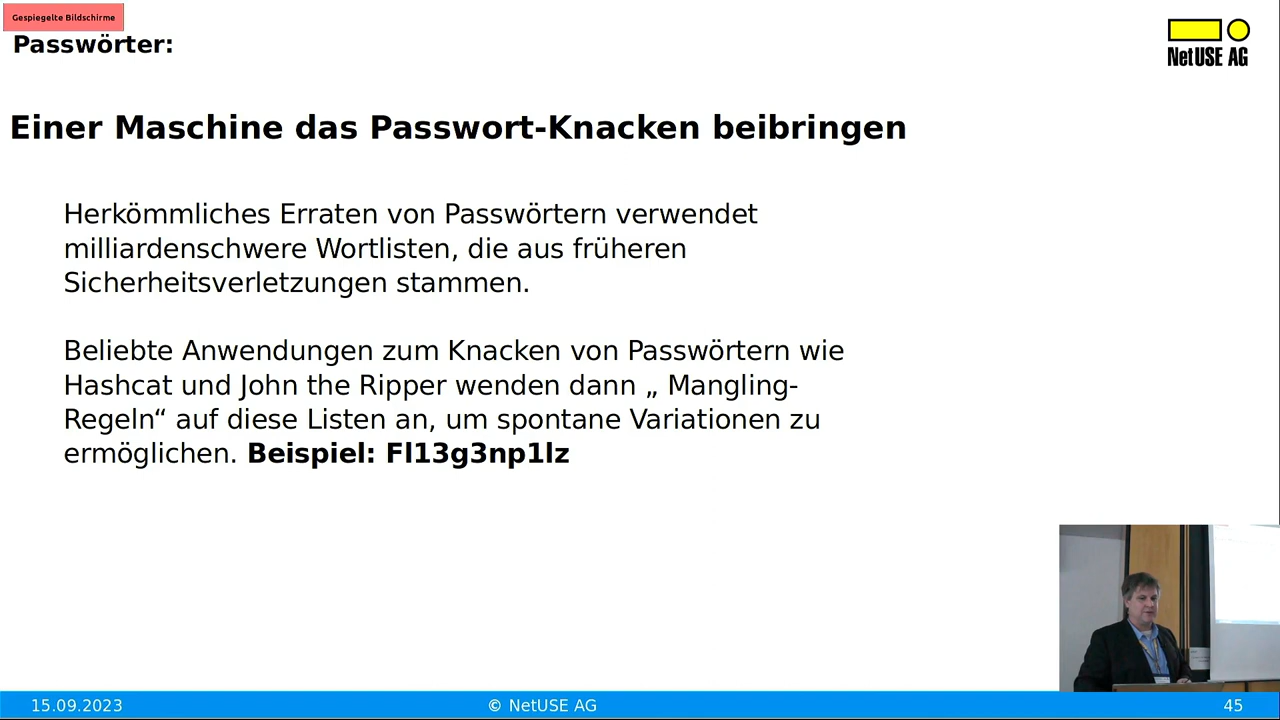 Gespiegelte Bildschirme
Passwörter:
NetUSE AG
Einer Maschine das Passwort-Knacken beibringen
Herkömmliches Erraten von Passwörtern verwendet
milliardenschwere Wortlisten, die aus früheren
Sicherheitsverletzungen stammen.
Beliebte Anwendungen zum Knacken von Passwörtern wie
Hashcat und John the Ripper wenden dann „ Mangling-
Regeln“ auf diese Listen an, um spontane Variationen zu
ermöglichen. Beispiel: Fl13g3np1lz
15.09.2023
© NetUSE AG
45